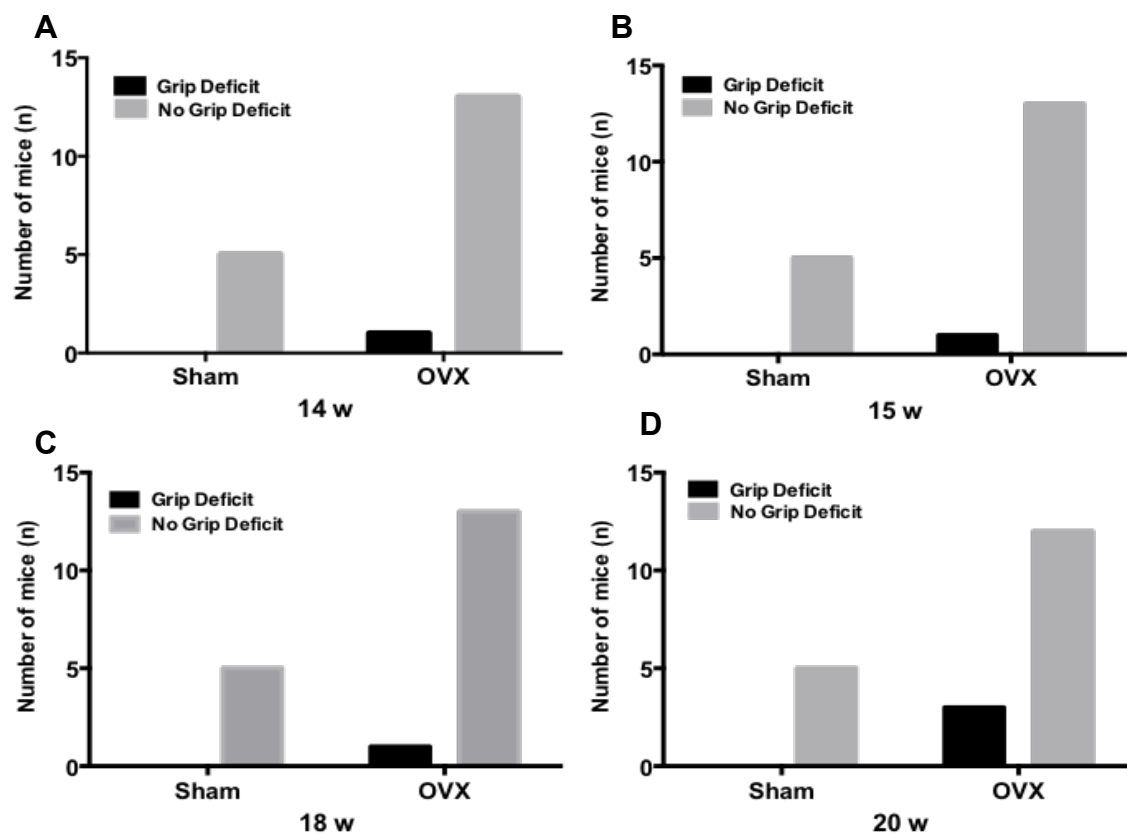 A
15
10
5
0
Number of mice (n)
Grip Deficit
No Grip Deficit
Sham OVX
14 w
B
15
10
5
0
Number of mice (n)
Grip Deficit
No Grip Deficit
Sham OVX
15 w
C
15
10
5
0
Number of mice (n)
Grip Deficit
No Grip Deficit
Sham OVX
18 w
D
15
10
5
0
Number of mice (n)
Grip Deficit
No Grip Deficit
Sham OVX
20 w